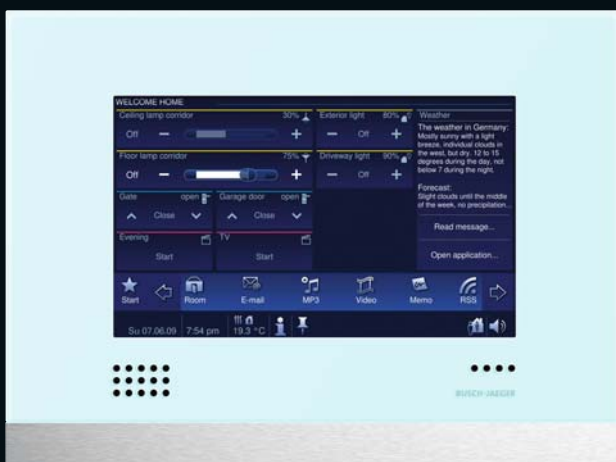 WELCOME HOME
Ceiling lamp corridor 30%
Off − +
Floor lamp corridor 75%
Off − +
Gate open
Close
Garage door open
Close
Evening
Start
TV
Start
Exterior light 80%
− Off +
Driveway light 90%
− Off +
Weather
The weather in Germany:
Mostly sunny with a light
breeze, individual clouds in
the west, but dry. 12 to 15
degrees during the day, not
below 7 during the night.
Forecast:
Slight clouds until the middle
of the week, no precipitation...
Read message...
Open application...
Start Room E-mail MP3 Video Memo RSS
Su 07.06.09 7:54 pm 19.3 °C
BUSCH-JAEGER